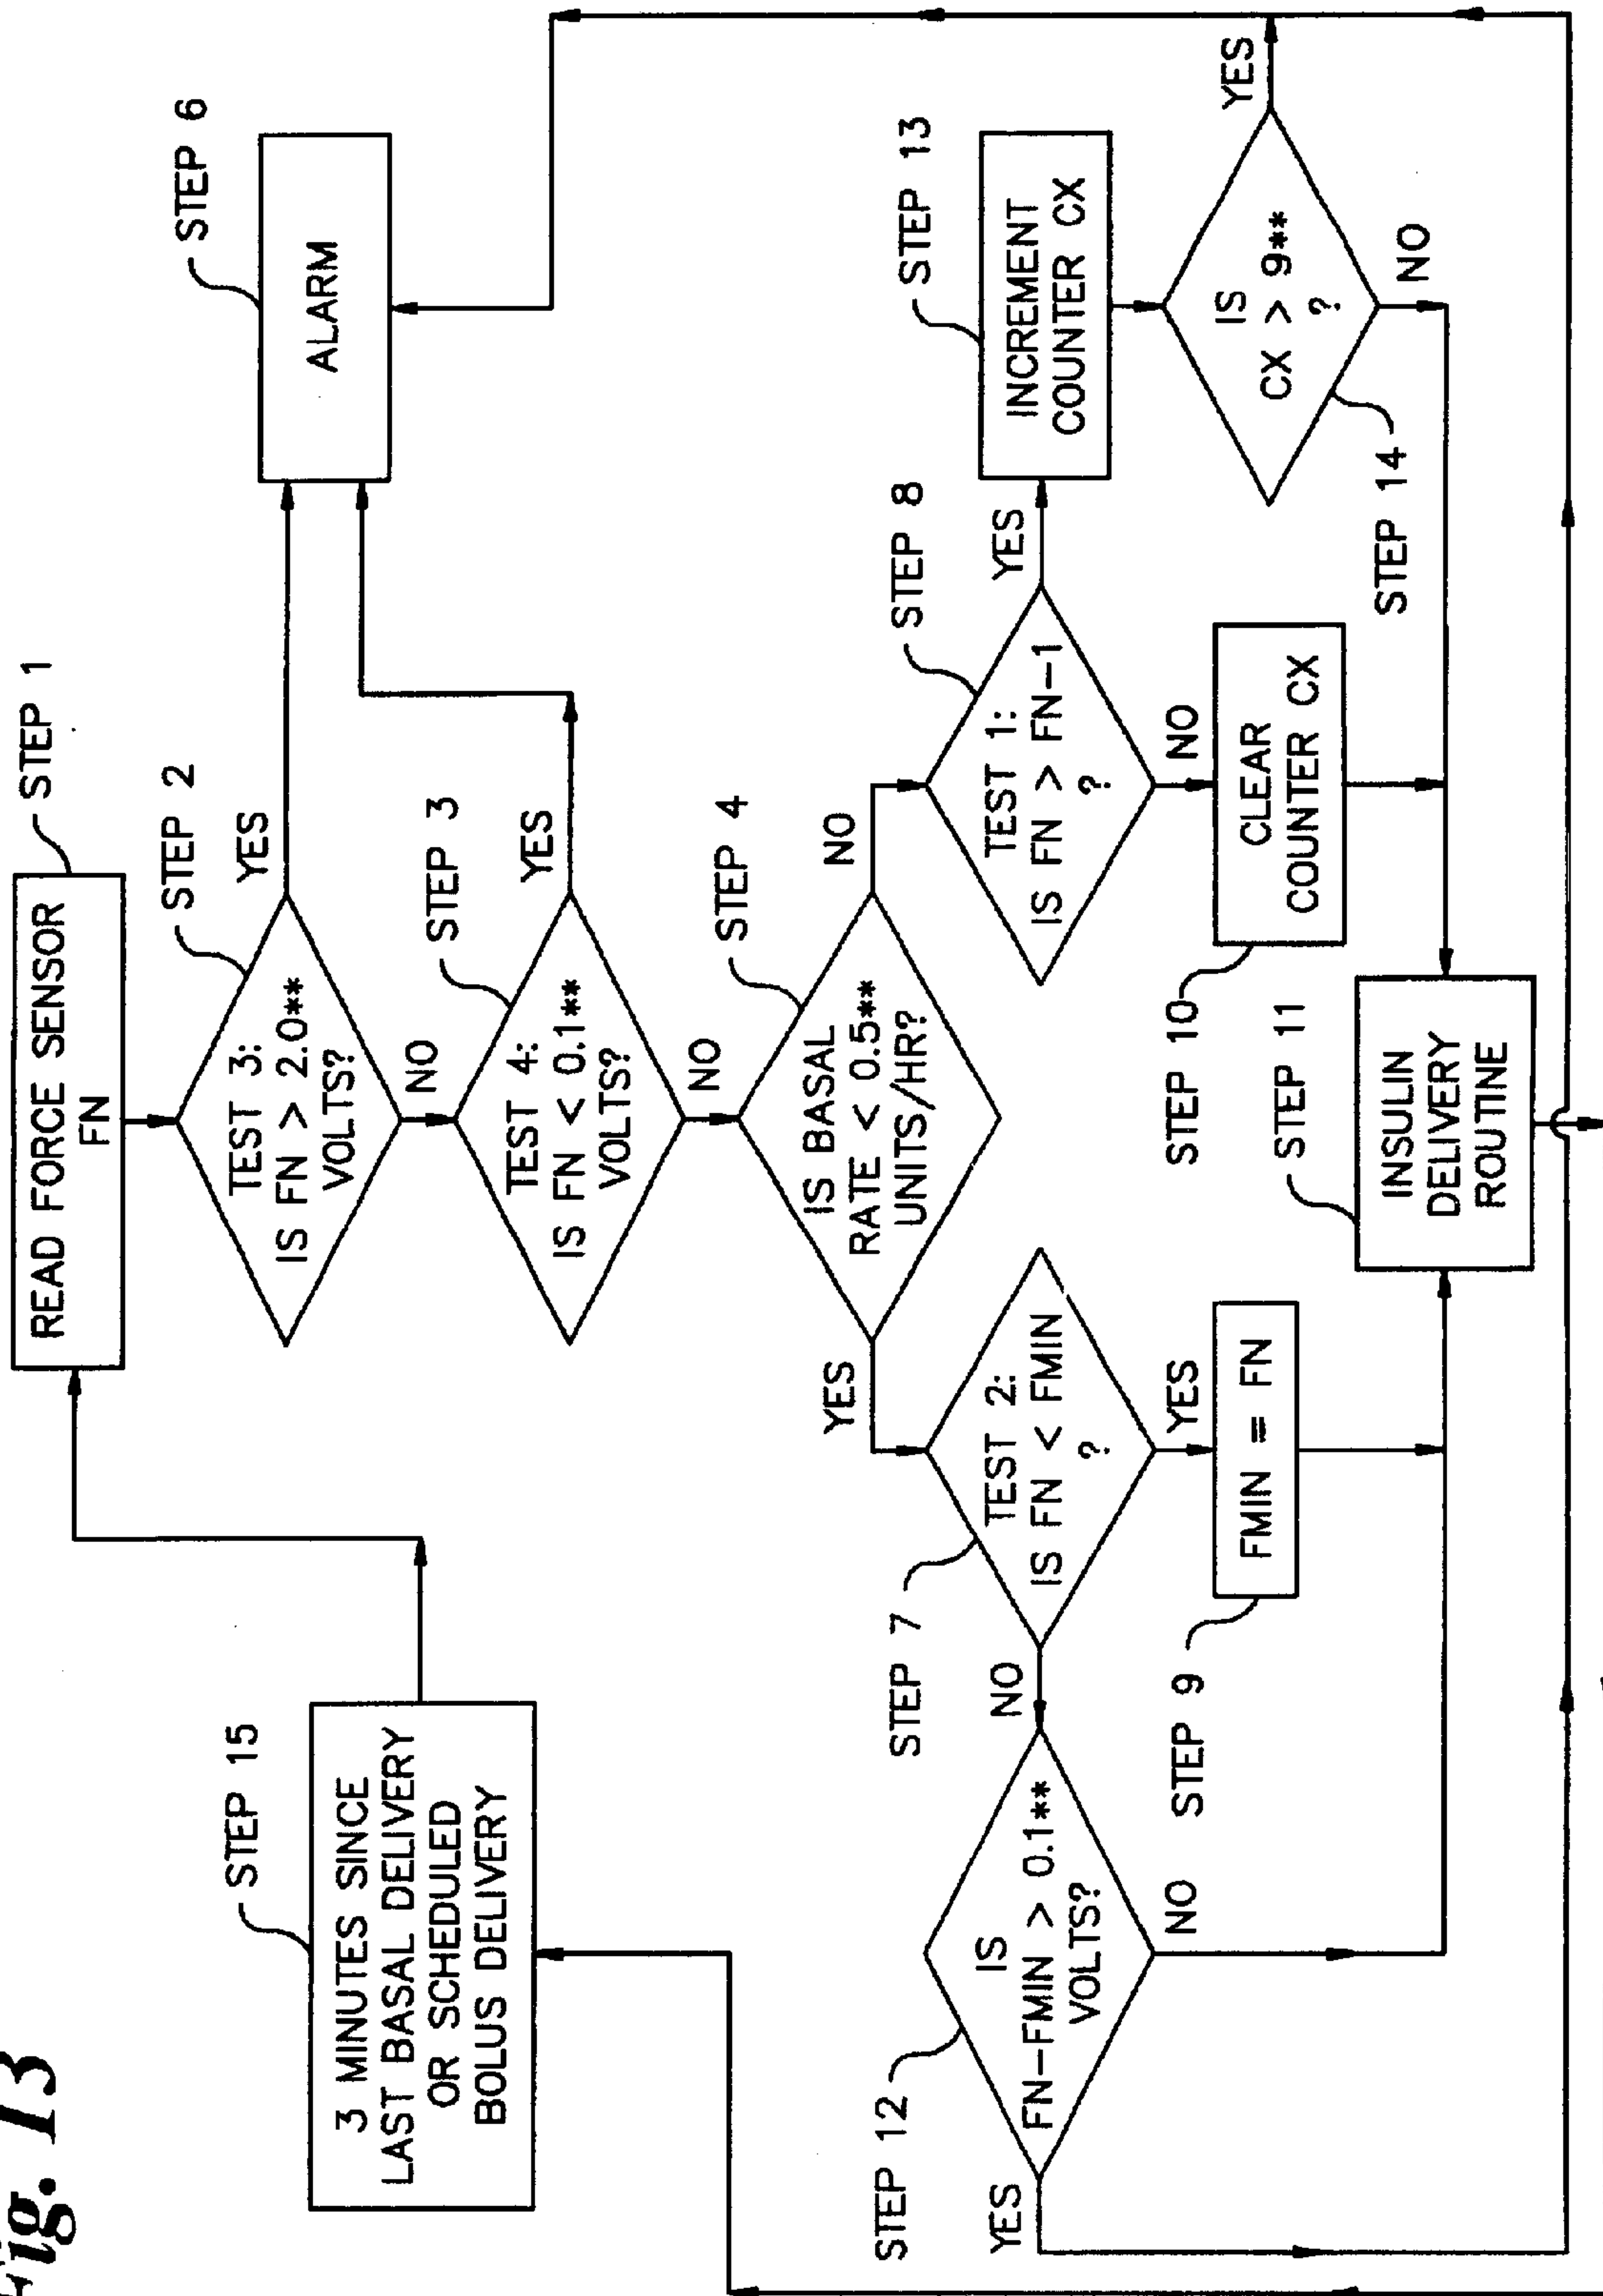 Fig. 13
READ FORCE SENSOR
FN
STEP 1
TEST 3:
IS FN > 2.0**
VOLTS?
STEP 2
YES
NO
ALARM
STEP 6
3 MINUTES SINCE
LAST BASAL DELIVERY
OR SCHEDULED
BOLUS DELIVERY
STEP 15
TEST 4:
IS FN < 0.1**
VOLTS?
STEP 3
YES
NO
IS BASAL
RATE < 0.5**
UNITS/HR?
STEP 4
YES
NO
TEST 2:
IS FN < FMIN
?
STEP 7
NO
YES
TEST 1:
IS FN > FN-1
?
STEP 8
YES
NO
INCREMENT
COUNTER CX
STEP 13
IS
FN-FMIN > 0.1**
VOLTS?
STEP 12
YES
NO
FMIN = FN
STEP 9
CLEAR
COUNTER CX
STEP 10
IS
CX > 9**
?
STEP 14
YES
NO
INSULIN
DELIVERY
ROUTINE
STEP 11